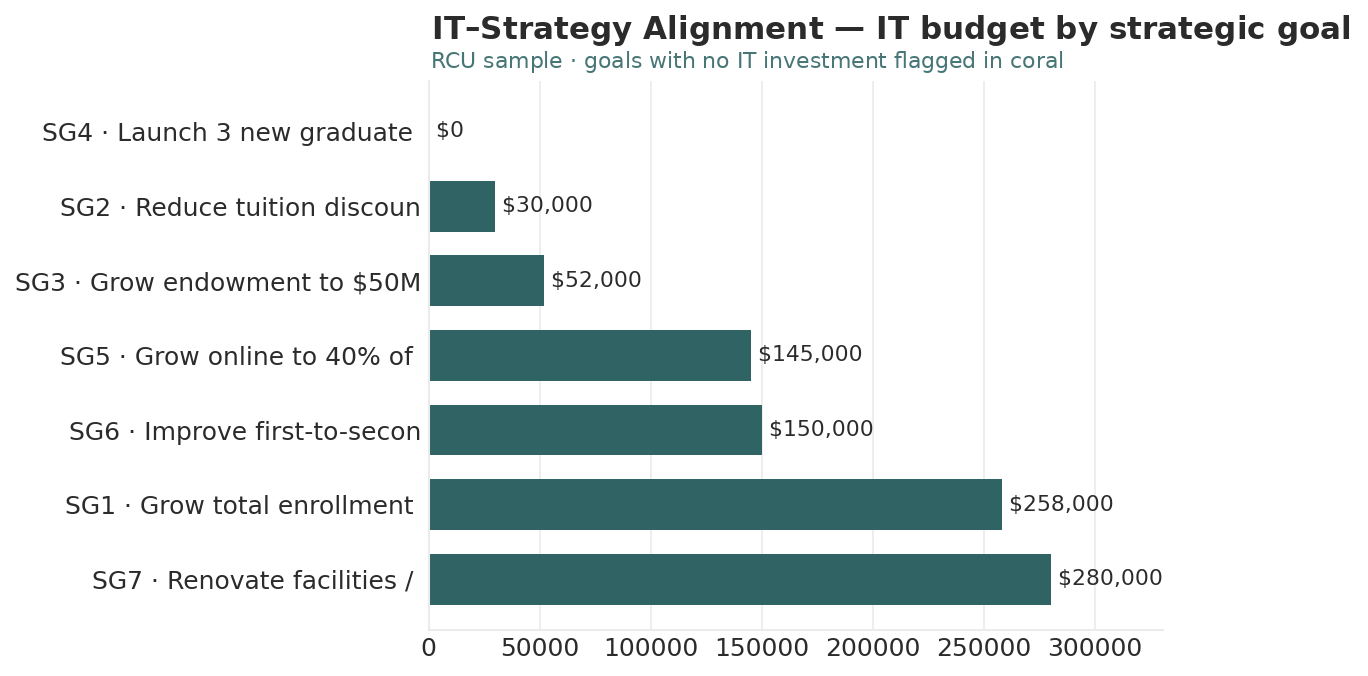 IT–Strategy Alignment — IT budget by strategic goal
RCU sample · goals with no IT investment flagged in coral
SG4 · Launch 3 new graduate $0
SG2 · Reduce tuition discoun $30,000
SG3 · Grow endowment to $50M $52,000
SG5 · Grow online to 40% of $145,000
SG6 · Improve first-to-secon $150,000
SG1 · Grow total enrollment $258,000
SG7 · Renovate facilities / $280,000
0 50000 100000 150000 200000 250000 300000